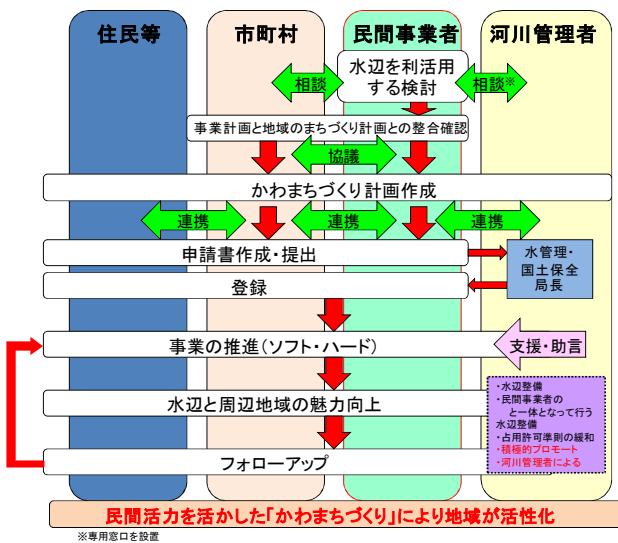 住民等
市町村
民間事業者
河川管理者
水辺を利活用
する検討
相談
相談※
事業計画と地域のまちづくり計画との整合確認
協議
かわまちづくり計画作成
連携
連携
連携
申請書作成・提出
水管理・
国土保全
局長
登録
事業の推進(ソフト・ハード)
支援・助言
水辺と周辺地域の魅力向上
・水辺整備
・民間事業者の
と一体となって行う
水辺整備
・占用許可準則の緩和
・積極的プロモート
・河川管理者による
フォローアップ
民間活力を活かした「かわまちづくり」により地域が活性化
※専用窓口を設置